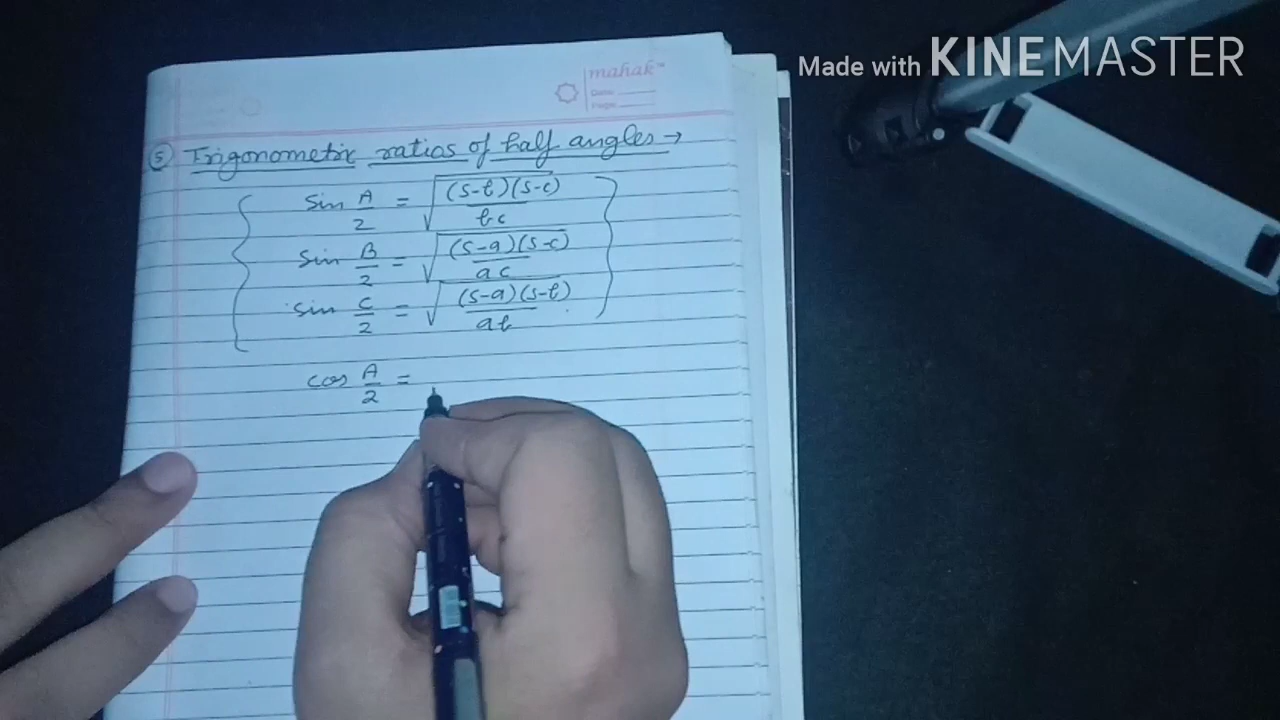 Made with KINEMASTER
mahak™
Date:
Page:
⑤ Trigonometric ratios of half angles →
sin A/2 = √((s-b)(s-c)/bc)
sin B/2 = √((s-a)(s-c)/ac)
sin C/2 = √((s-a)(s-b)/ab)
cos A/2 =